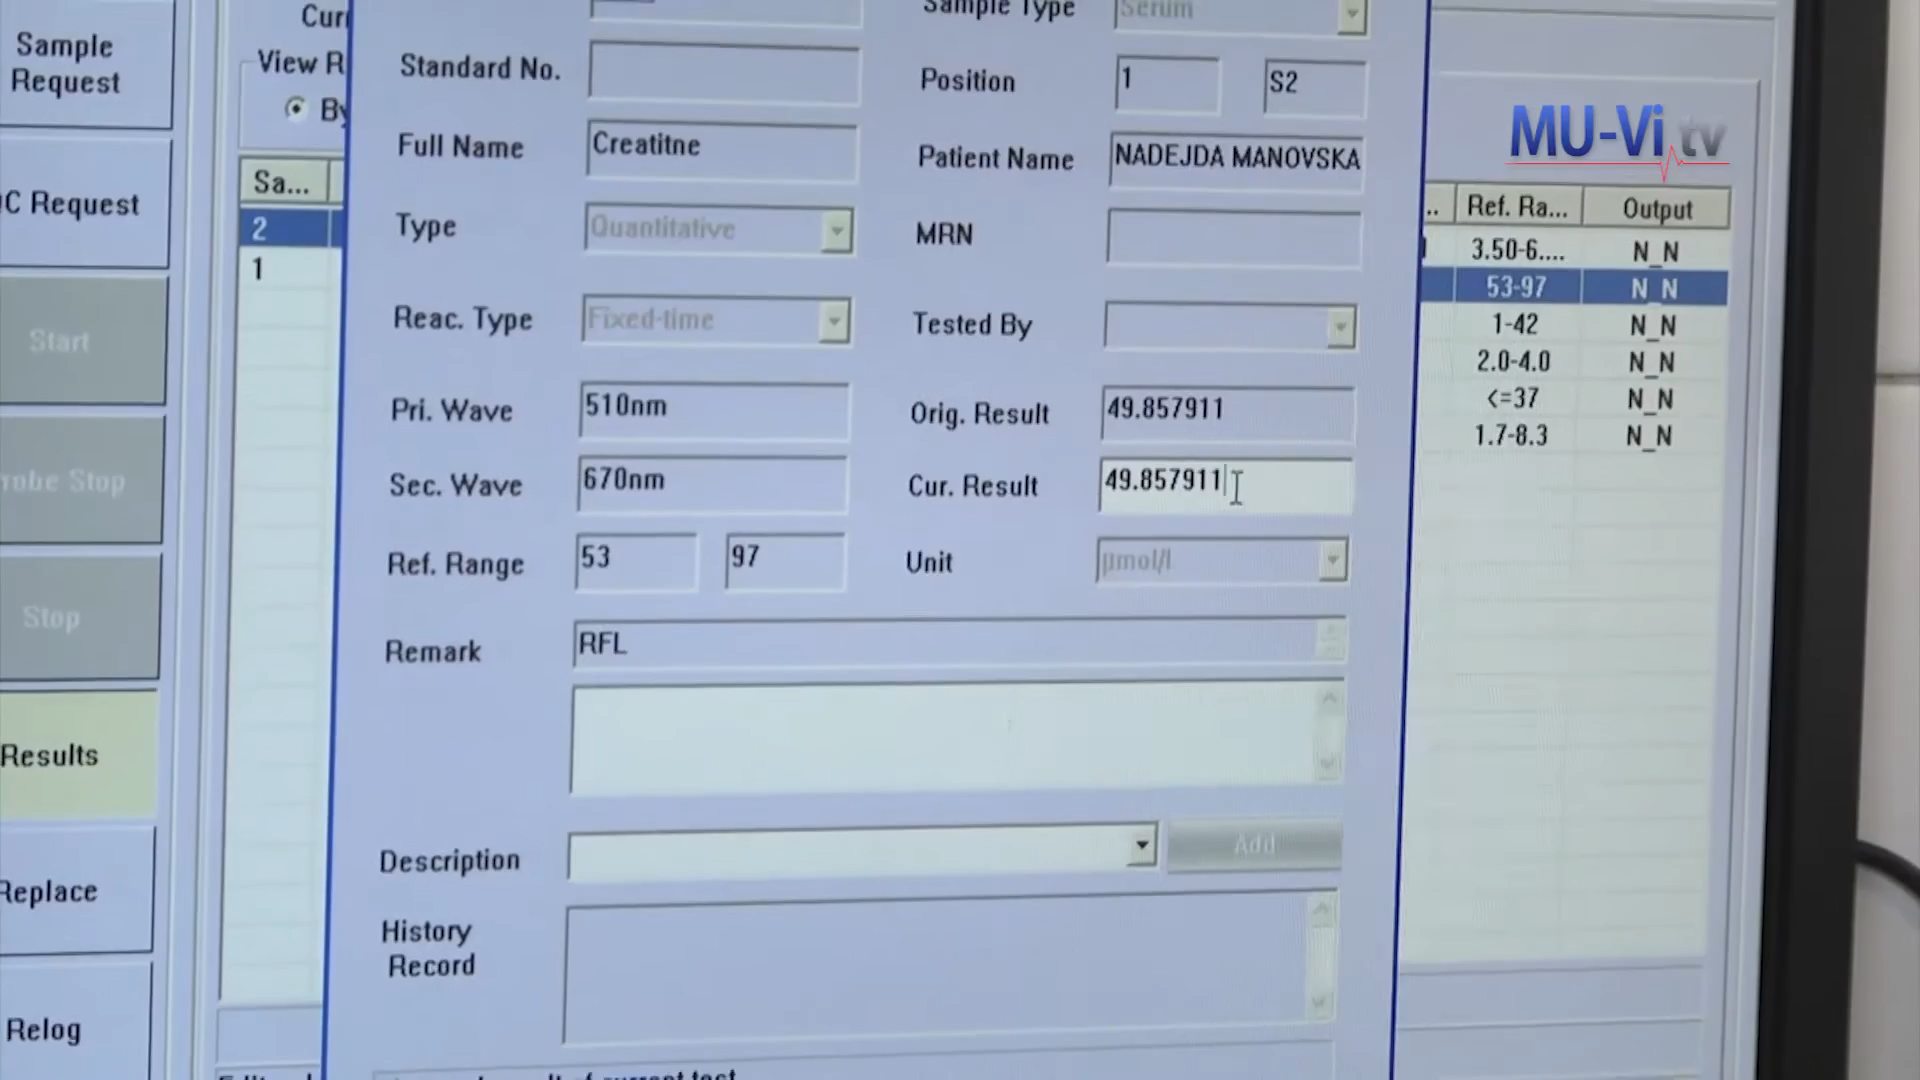 Sample
Request
C Request
Start
robe Stop
Stop
Results
Replace
Relog
View R
Sa...
2
1
Sample Type Serum
Standard No.
Position 1 S2
Full Name Creatitne
Patient Name NADEJDA MANOVSKA
Type Quantitative
MRN
Reac. Type Fixed-time
Tested By
Pri. Wave 510nm
Orig. Result 49.857911
Sec. Wave 670nm
Cur. Result 49.857911
Ref. Range 53 97
Unit µmol/l
Remark RFL
Description Add
History
Record
MU-Vi.tv
Ref. Ra... Output
3.50-6.... N_N
53-97 N_N
1-42 N_N
2.0-4.0 N_N
<=37 N_N
1.7-8.3 N_N